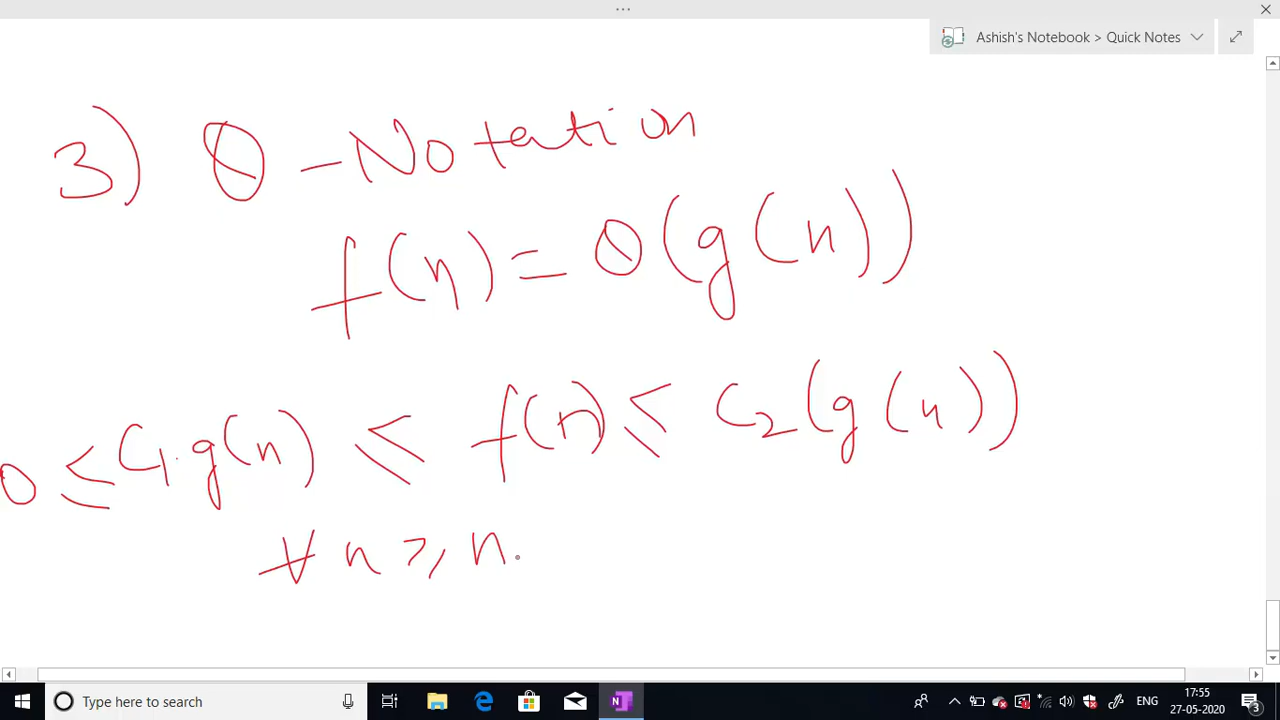 Ashish's Notebook > Quick Notes
3) θ - Notation
f(n) = θ(g(n))
0 ≤ C1.g(n) ≤ f(n) ≤ C2(g(n))
∀ n ≥ n
Type here to search
ENG
17:55
27-05-2020
3